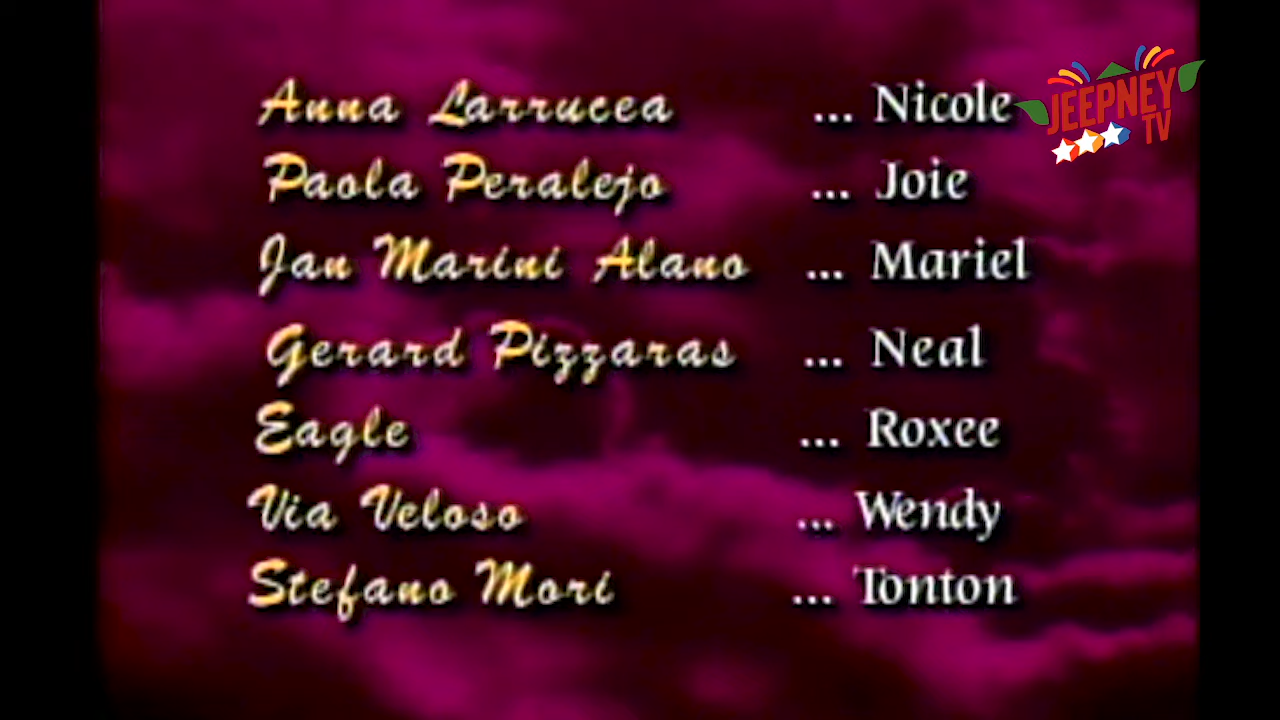 Anna Larrucea ... Nicole
Paola Peralejo ... Joie
Jan Marini Alano ... Mariel
Gerard Pizzaras ... Neal
Eagle ... Roxee
Via Veloso ... Wendy
Stefano Mori ... Tonton
JEEPNEY
TV